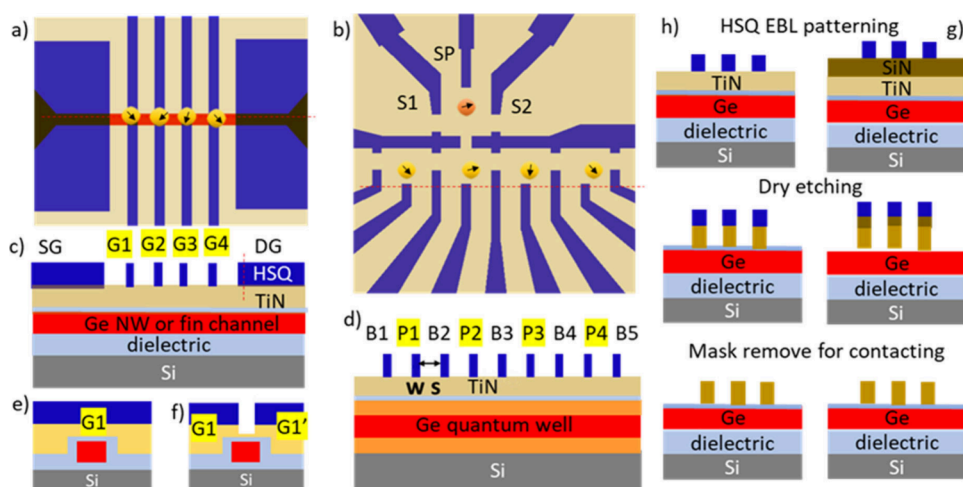 a)
b)
SP
S1
S2
c)
SG
G1
G2
G3
G4
DG
HSQ
TiN
Ge NW or fin channel
dielectric
Si
e)
G1
Si
f)
G1
G1'
Si
d)
B1
P1
B2
P2
B3
P3
B4
P4
B5
W
S
TiN
Ge quantum well
Si
h)
HSQ EBL patterning
g)
TiN
Ge
dielectric
Si
SiN
TiN
Ge
dielectric
Si
Dry etching
Ge
Dielectric
Si
Ge
Dielectric
Si
Mask remove for contacting
Ge
dielectric
Si
Ge
dielectric
Si